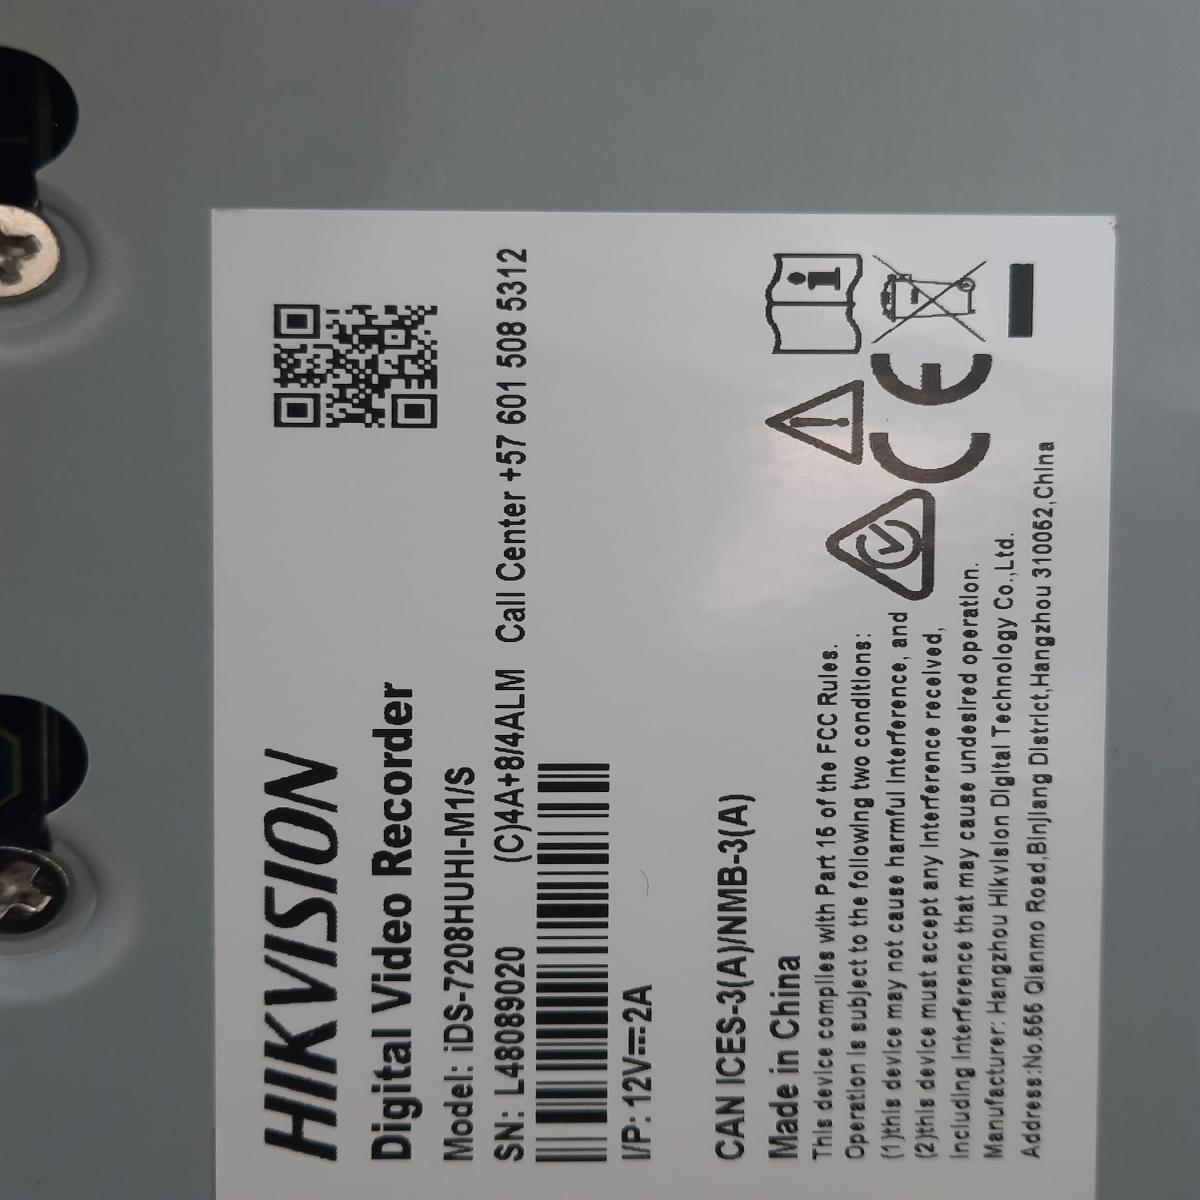 HIKVISION
Digital Video Recorder
Model: iDS-7208HUHI-M1/S
SN: L48089020 (C)4A+8/4ALM Call Center +57 601 508 5312
I/P: 12V⎓2A
CAN ICES-3(A)/NMB-3(A)
Made in China
This device complies with Part 15 of the FCC Rules.
Operation is subject to the following two conditions:
(1)this device may not cause harmful interference, and
(2)this device must accept any interference received,
including interference that may cause undesired operation.
Manufacturer: Hangzhou Hikvision Digital Technology Co.,Ltd.
Address:No.555 Qianmo Road,Binjiang District,Hangzhou 310052,China
CE